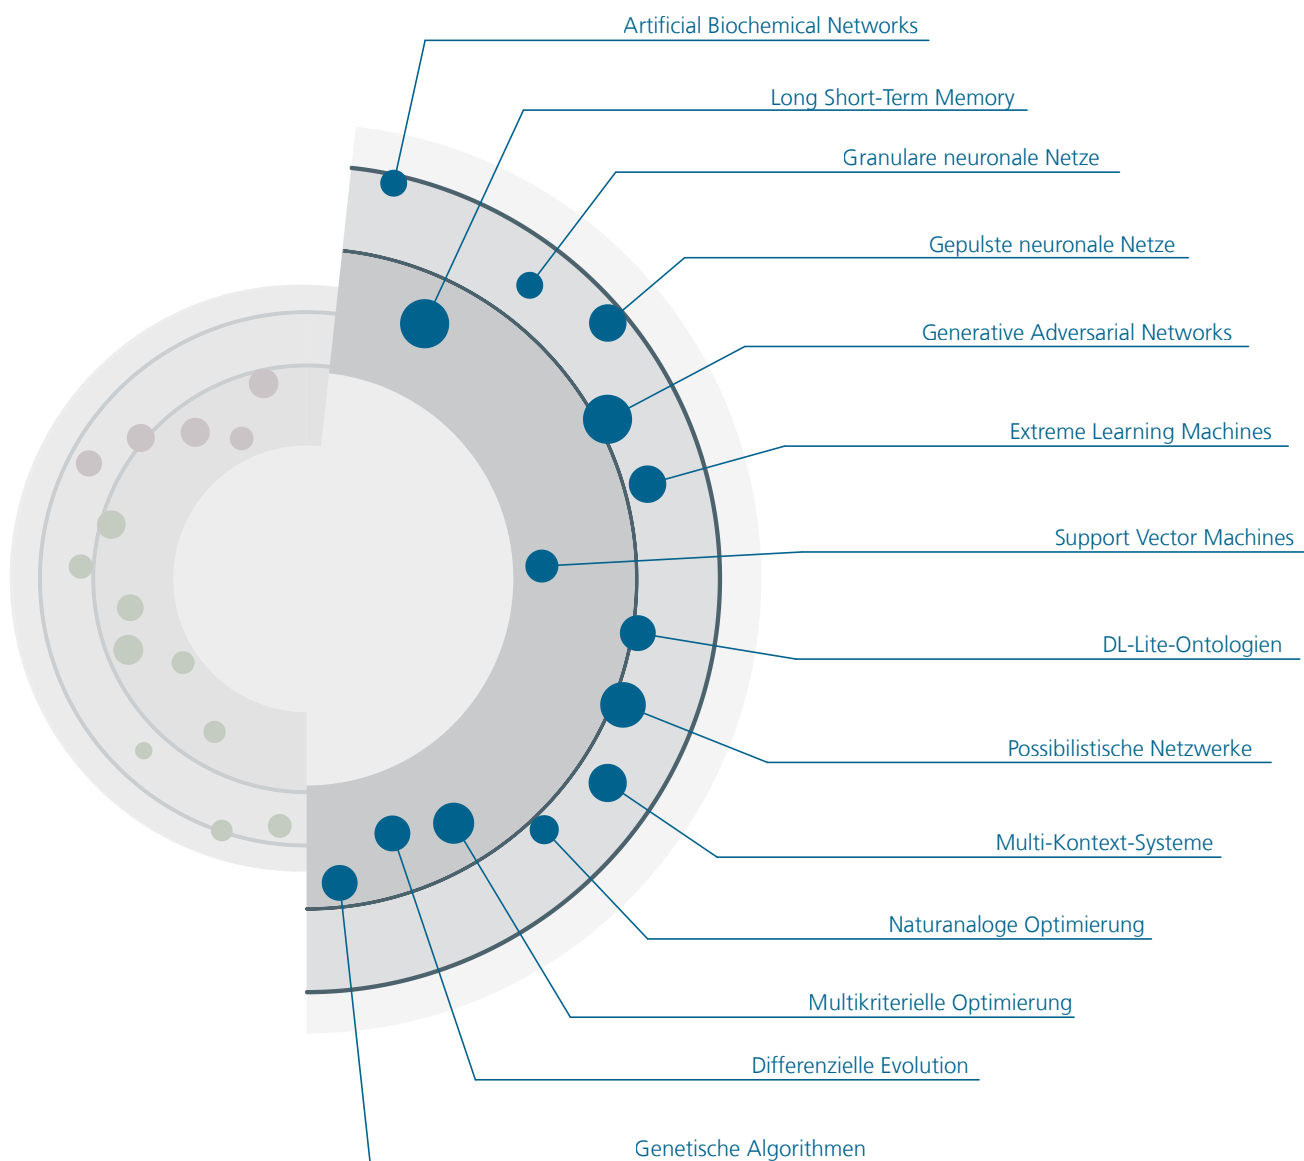 Artificial Biochemical Networks
Long Short-Term Memory
Granulare neuronale Netze
Gepulste neuronale Netze
Generative Adversarial Networks
Extreme Learning Machines
Support Vector Machines
DL-Lite-Ontologien
Possibilistische Netzwerke
Multi-Kontext-Systeme
Naturanaloge Optimierung
Multikriterielle Optimierung
Differenzielle Evolution
Genetische Algorithmen